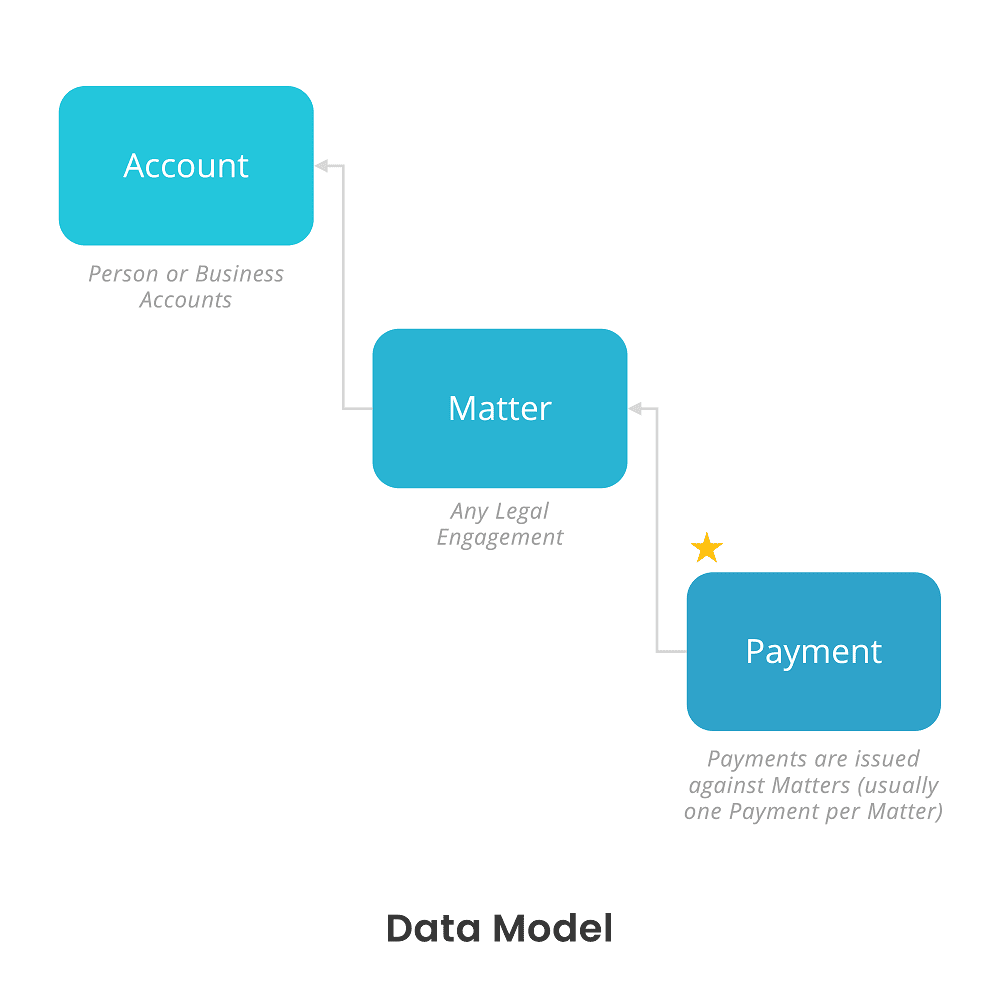 Account
Person or Business
Accounts
Matter
Any Legal
Engagement
Payment
Payments are issued
against Matters (usually
one Payment per Matter)
Data Model